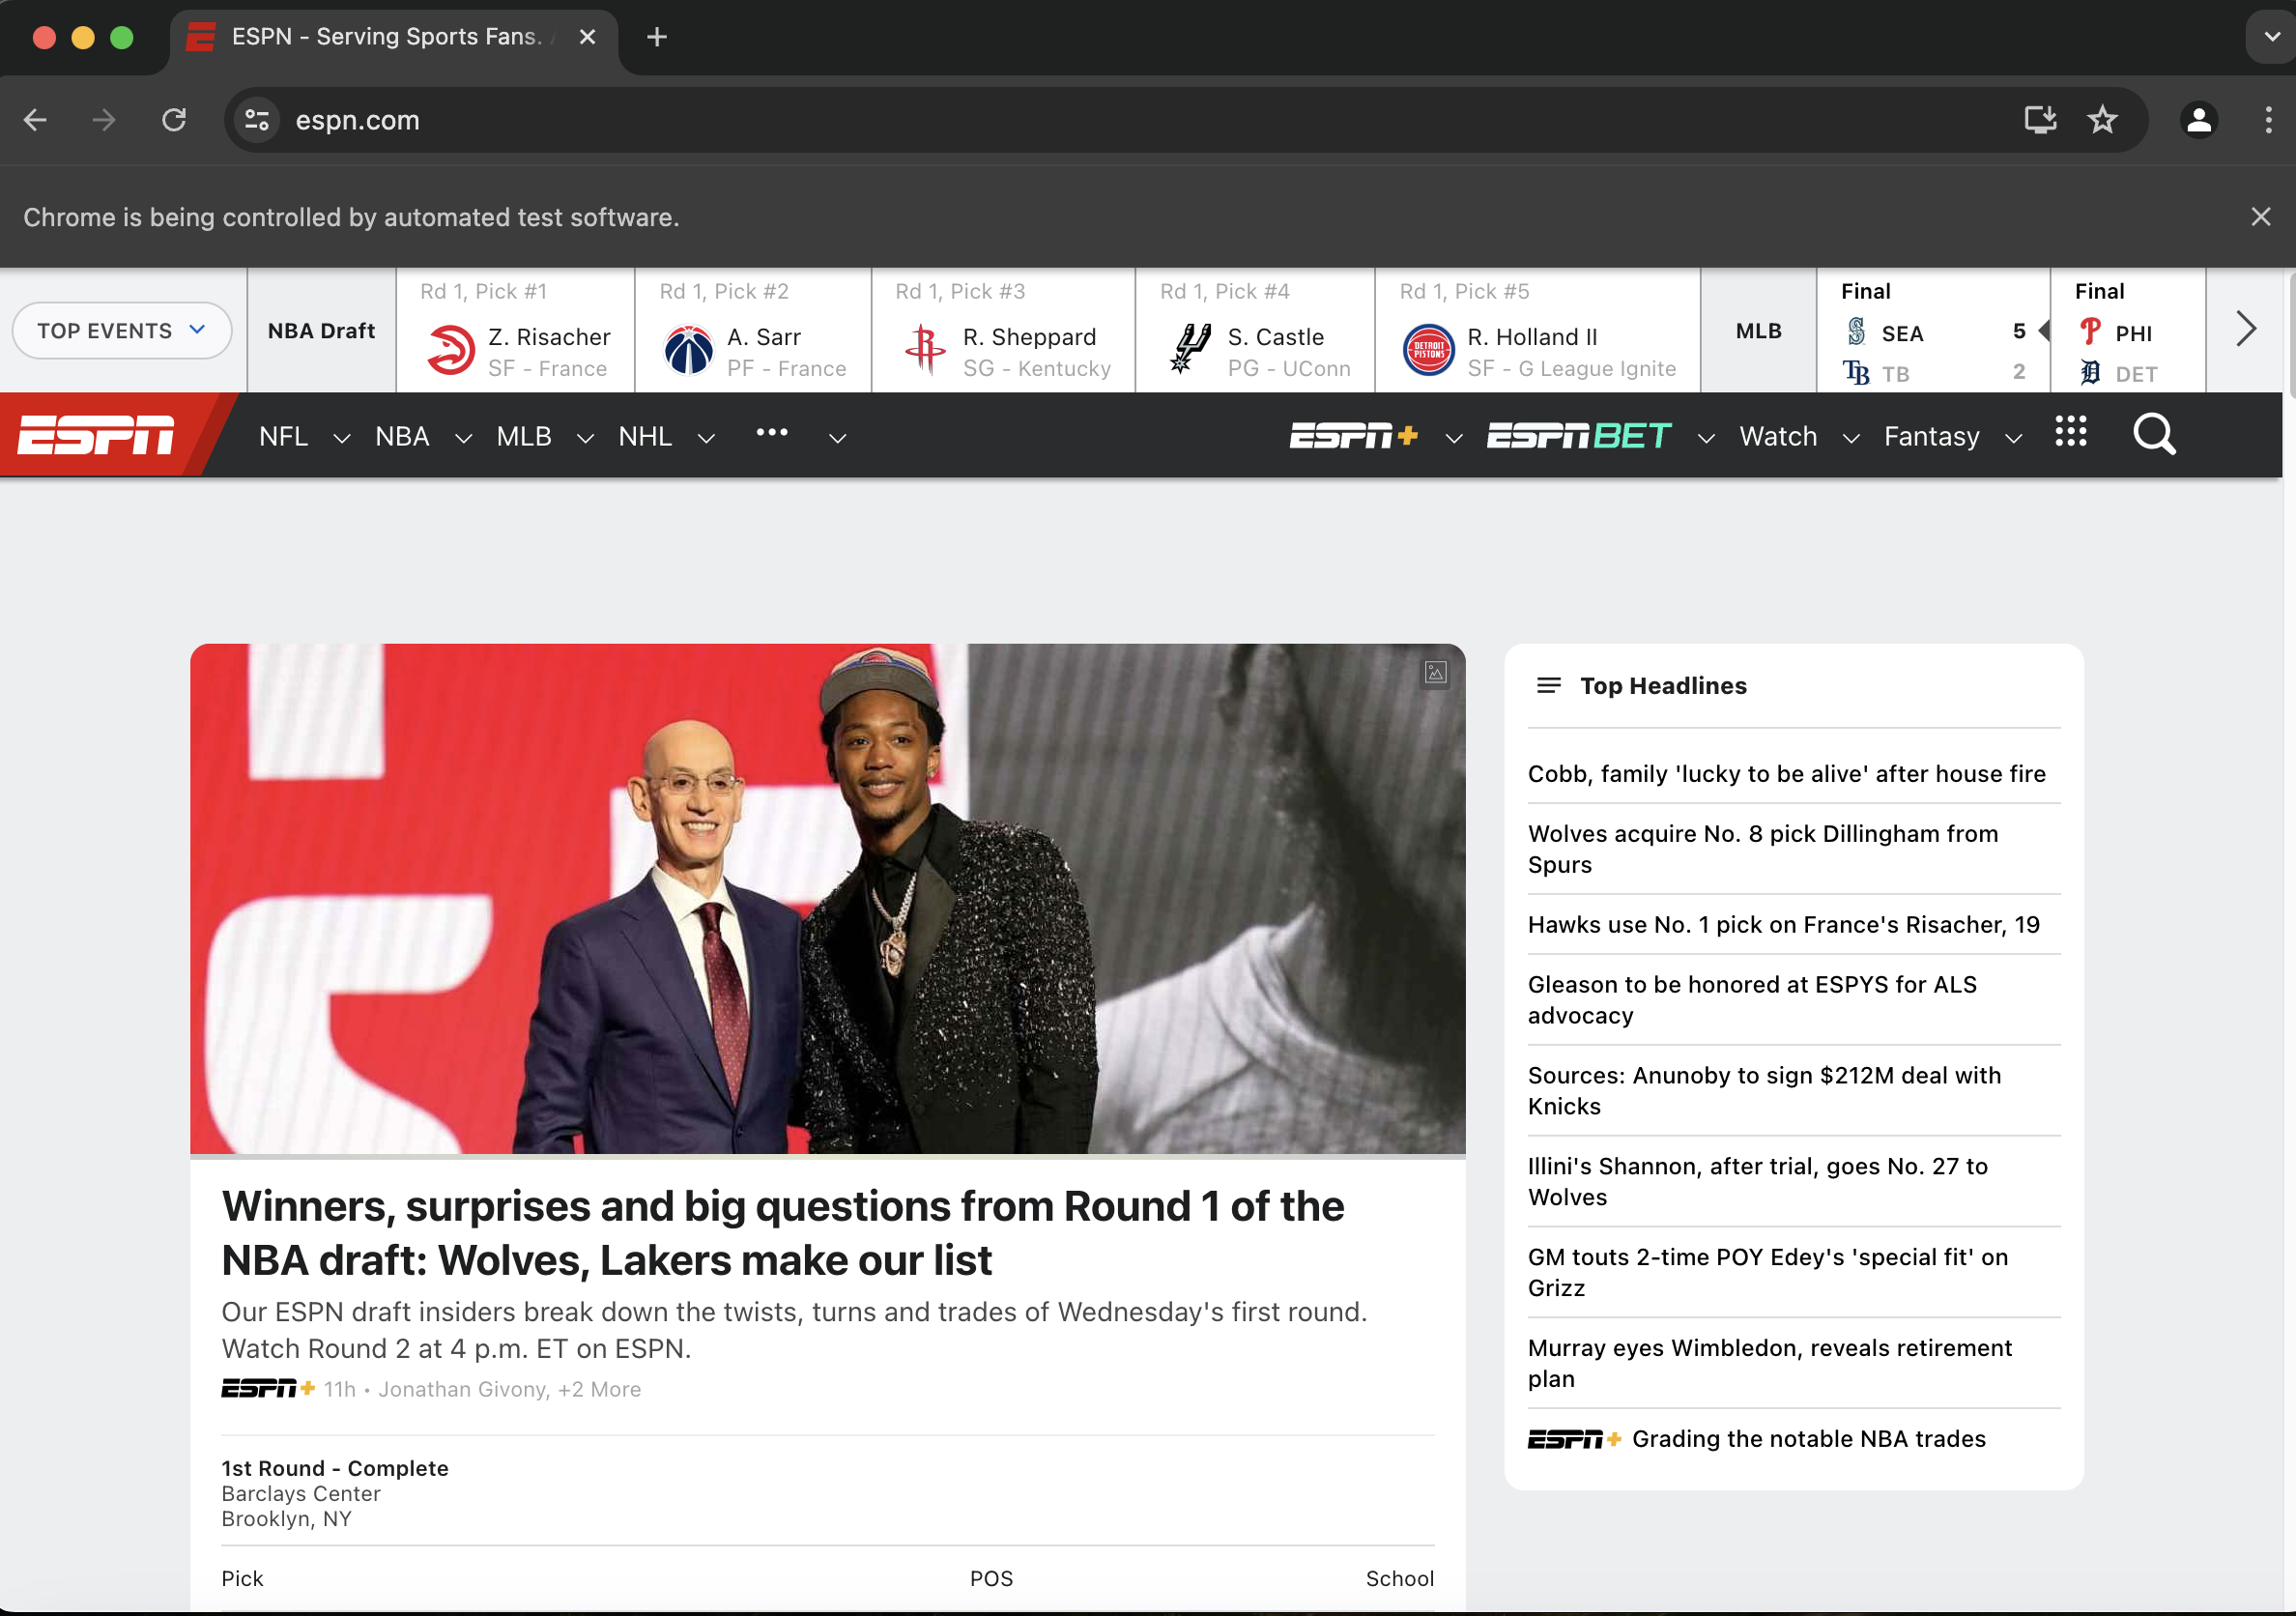 ESPN - Serving Sports Fans.
espn.com
Chrome is being controlled by automated test software.
TOP EVENTS
NBA Draft
Rd 1, Pick #1
Z. Risacher
SF - France
Rd 1, Pick #2
A. Sarr
PF - France
Rd 1, Pick #3
R. Sheppard
SG - Kentucky
Rd 1, Pick #4
S. Castle
PG - UConn
Rd 1, Pick #5
DETROIT PISTONS
R. Holland II
SF - G League Ignite
MLB
Final
SEA 5
TB TB 2
Final
P PHI
D DET
ESPN NFL NBA MLB NHL ••• ESPN+ ESPN BET Watch Fantasy
Winners, surprises and big questions from Round 1 of the
NBA draft: Wolves, Lakers make our list
Our ESPN draft insiders break down the twists, turns and trades of Wednesday's first round.
Watch Round 2 at 4 p.m. ET on ESPN.
ESPN+ 11h • Jonathan Givony, +2 More
1st Round - Complete
Barclays Center
Brooklyn, NY
Pick POS School
Top Headlines
Cobb, family 'lucky to be alive' after house fire
Wolves acquire No. 8 pick Dillingham from
Spurs
Hawks use No. 1 pick on France's Risacher, 19
Gleason to be honored at ESPYS for ALS
advocacy
Sources: Anunoby to sign $212M deal with
Knicks
Illini's Shannon, after trial, goes No. 27 to
Wolves
GM touts 2-time POY Edey's 'special fit' on
Grizz
Murray eyes Wimbledon, reveals retirement
plan
ESPN+ Grading the notable NBA trades